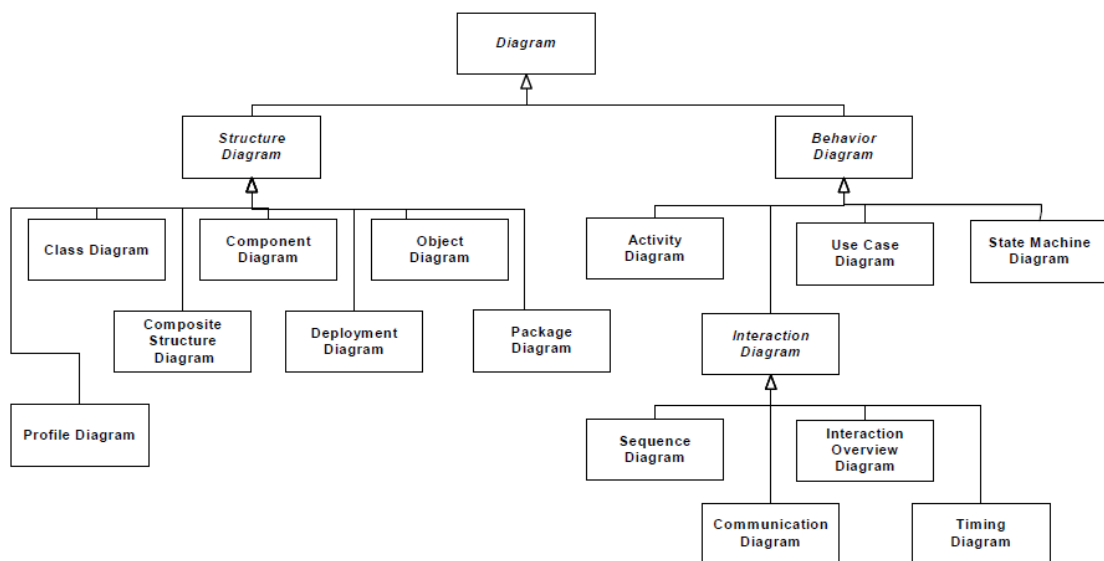 Diagram
Structure
Diagram
Behavior
Diagram
Class Diagram
Component
Diagram
Object
Diagram
Activity
Diagram
Use Case
Diagram
State Machine
Diagram
Composite
Structure
Diagram
Deployment
Diagram
Package
Diagram
Interaction
Diagram
Profile Diagram
Sequence
Diagram
Interaction
Overview
Diagram
Communication
Diagram
Timing
Diagram